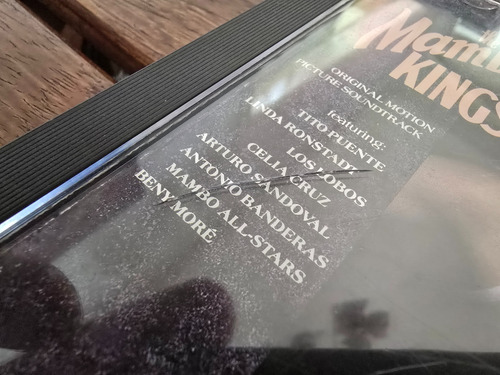 Mam
KINGS
ORIGINAL MOTION
PICTURE SOUNDTRACK
featuring:
TITO PUENTE
LINDA RONSTADT
LOS LOBOS
CELIA CRUZ
ARTURO SANDOVAL
ANTONIO BANDERAS
MAMBO ALL-STARS
BENY MORÉ